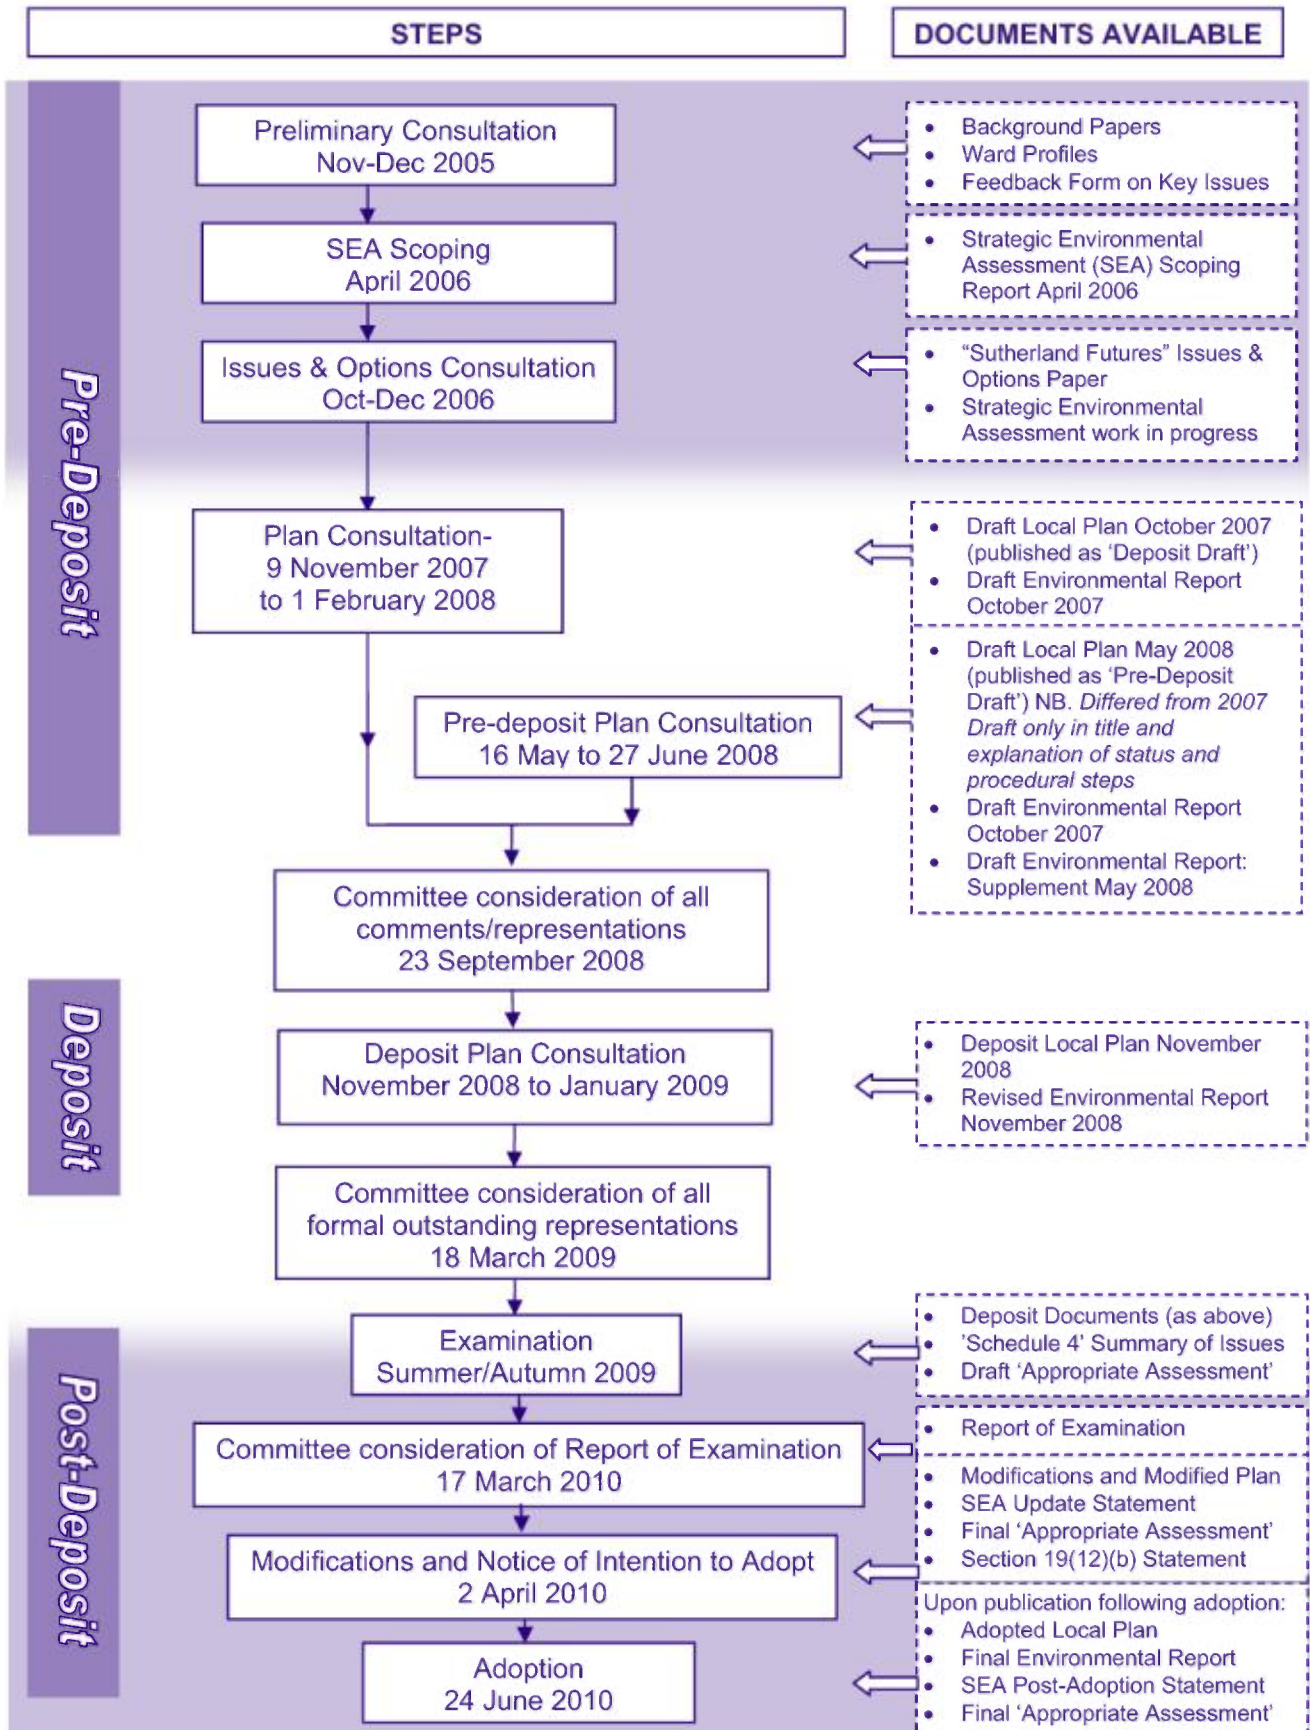 STEPS
DOCUMENTS AVAILABLE
Pre-Deposit
Preliminary Consultation
Nov-Dec 2005
• Background Papers
• Ward Profiles
• Feedback Form on Key Issues
SEA Scoping
April 2006
• Strategic Environmental
Assessment (SEA) Scoping
Report April 2006
Issues & Options Consultation
Oct-Dec 2006
• “Sutherland Futures” Issues &
Options Paper
• Strategic Environmental
Assessment work in progress
Plan Consultation-
9 November 2007
to 1 February 2008
• Draft Local Plan October 2007
(published as ‘Deposit Draft’)
• Draft Environmental Report
October 2007
Pre-deposit Plan Consultation
16 May to 27 June 2008
• Draft Local Plan May 2008
(published as ‘Pre-Deposit
Draft’) NB. Differed from 2007
Draft only in title and
explanation of status and
procedural steps
• Draft Environmental Report
October 2007
• Draft Environmental Report:
Supplement May 2008
Committee consideration of all
comments/representations
23 September 2008
Deposit
Deposit Plan Consultation
November 2008 to January 2009
• Deposit Local Plan November
2008
• Revised Environmental Report
November 2008
Committee consideration of all
formal outstanding representations
18 March 2009
Post-Deposit
Examination
Summer/Autumn 2009
• Deposit Documents (as above)
• ’Schedule 4’ Summary of Issues
• Draft ‘Appropriate Assessment’
Committee consideration of Report of Examination
17 March 2010
• Report of Examination
Modifications and Notice of Intention to Adopt
2 April 2010
• Modifications and Modified Plan
• SEA Update Statement
• Final ‘Appropriate Assessment’
• Section 19(12)(b) Statement
Adoption
24 June 2010
Upon publication following adoption:
• Adopted Local Plan
• Final Environmental Report
• SEA Post-Adoption Statement
• Final ‘Appropriate Assessment’